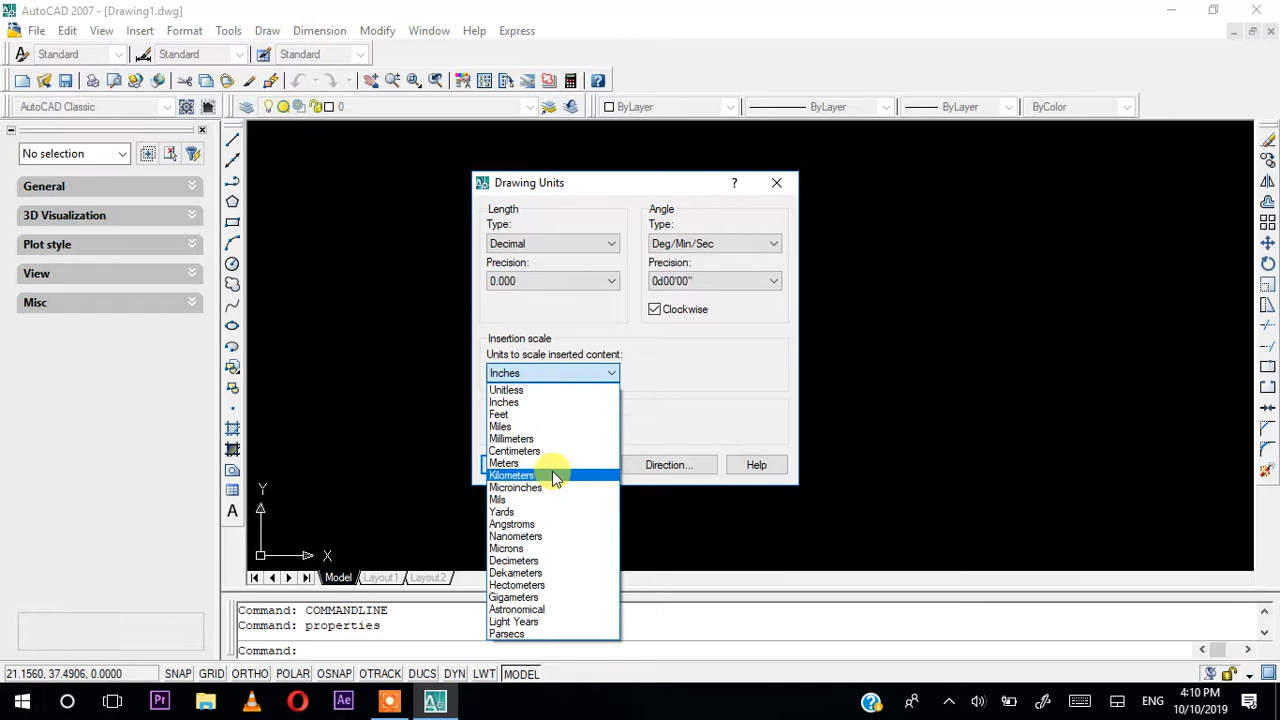 AutoCAD 2007 - [Drawing1.dwg]
File Edit View Insert Format Tools Draw Dimension Modify Window Help Express
Standard Standard Standard
AutoCAD Classic 0 ByLayer ByLayer ByLayer ByColor
No selection
General
3D Visualization
Plot style
View
Misc
Drawing Units ?
Length Angle
Type: Type:
Decimal Deg/Min/Sec
Precision: Precision:
0.000 0d00'00"
Clockwise
Insertion scale
Units to scale inserted content:
Inches
Unitless
Inches
Feet
Miles
Millimeters
Centimeters
Meters
Kilometers
Microinches
Mils
Yards
Angstroms
Nanometers
Microns
Decimeters
Dekameters
Hectometers
Gigameters
Astronomical
Light Years
Parsecs
Direction... Help
Y
X
A
Model Layout1 Layout2
Command: COMMANDLINE
Command: properties
Command:
21.1560, 37.4906, 0.0000 SNAP GRID ORTHO POLAR OSNAP OTRACK DUCS DYN LWT MODEL
Pr Ae ENG 4:10 PM
10/10/2019